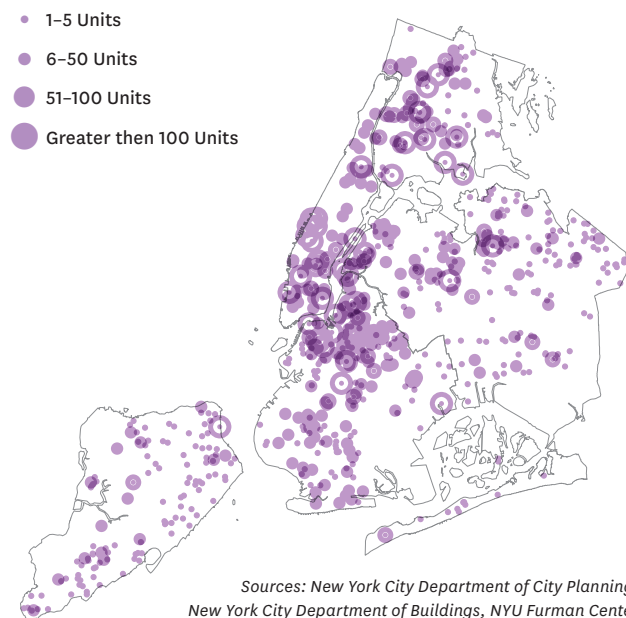 1–5 Units
6–50 Units
51–100 Units
Greater then 100 Units
Sources: New York City Department of City Planning
New York City Department of Buildings, NYU Furman Cente